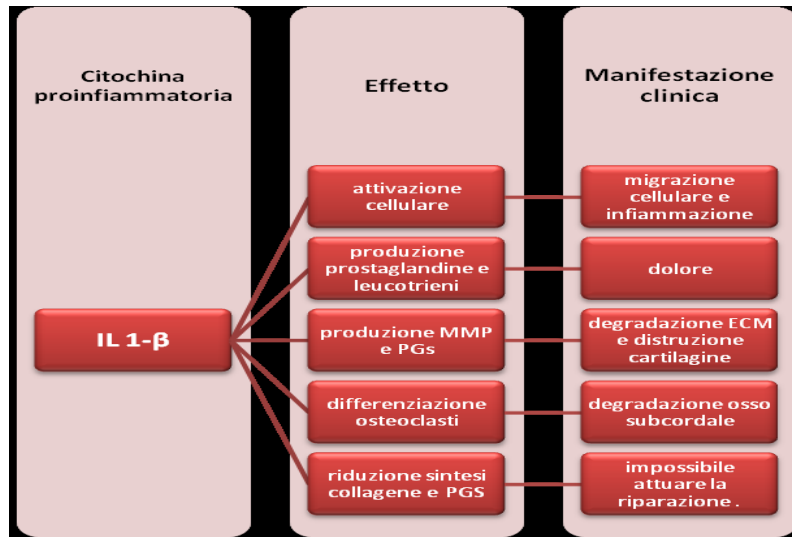 Citochina
proinfiammatoria
Effetto
Manifestazione
clinica
IL 1-β
attivazione
cellulare
migrazione
cellulare e
infiammazione
produzione
prostaglandine e
leucotrieni
dolore
produzione MMP
e PGs
degradazione ECM
e distruzione
cartilagine
differenziazione
osteoclasti
degradazione osso
subcordale
riduzione sintesi
collagene e PGS
impossibile
attuare la
riparazione .